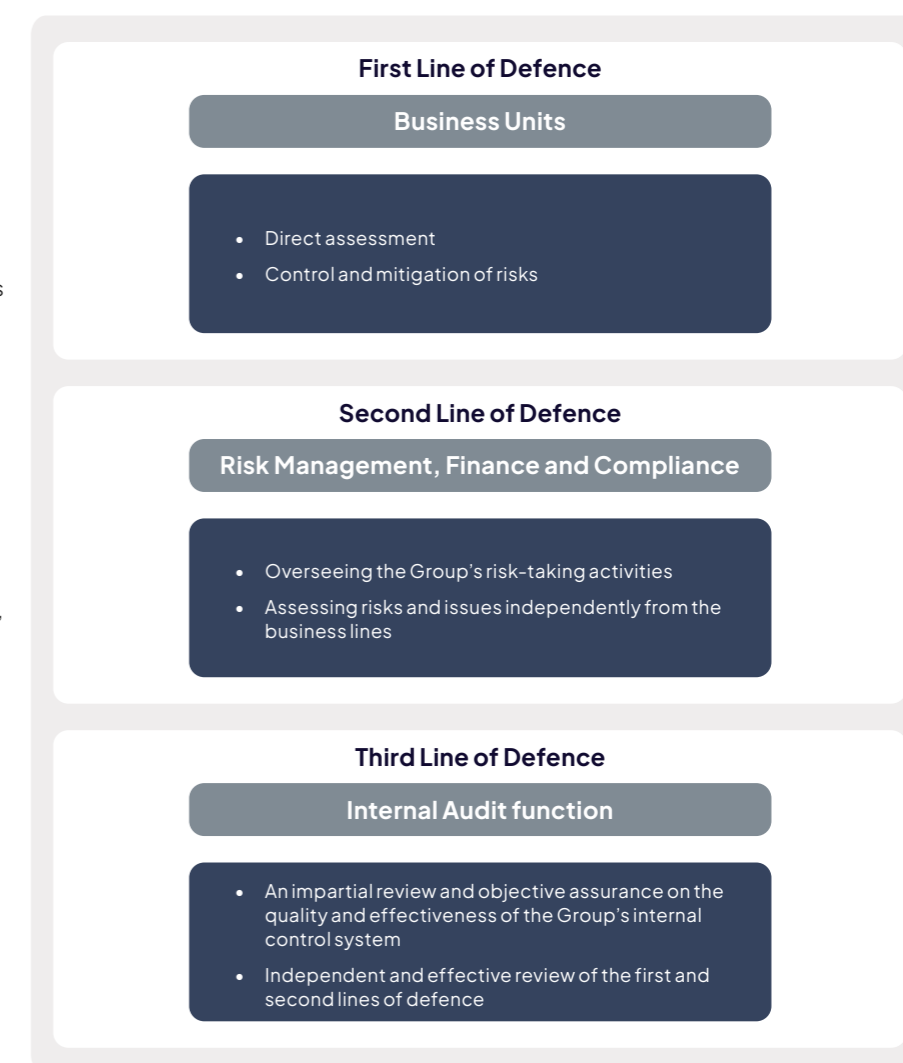 First Line of Defence
Business Units
• Direct assessment
• Control and mitigation of risks
s
Second Line of Defence
Risk Management, Finance and Compliance
• Overseeing the Group's risk-taking activities
• Assessing risks and issues independently from the
business lines
Third Line of Defence
Internal Audit function
• An impartial review and objective assurance on the
quality and effectiveness of the Group's internal
control system
• Independent and effective review of the first and
second lines of defence